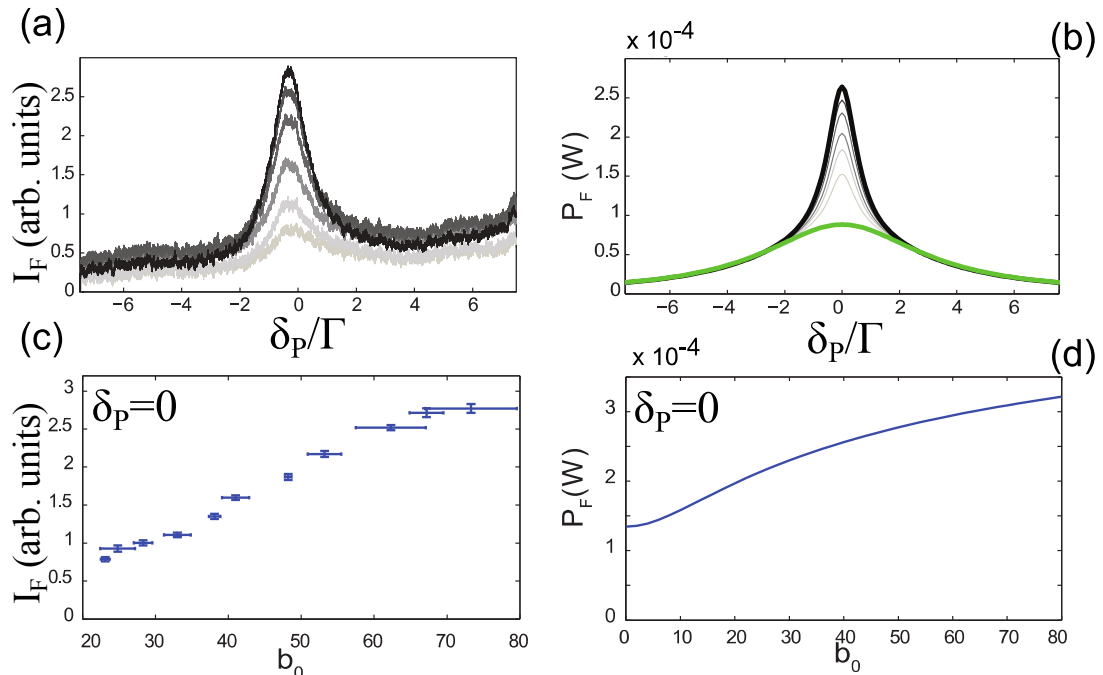 (a)
I_F (arb. units)
2.5
2
1.5
1
0.5
0
−6 −4 −2 0 2 4 6
δ_P/Γ
(b)
x 10⁻⁴
P_F (W)
2.5
2
1.5
1
0.5
0
−6 −4 −2 0 2 4 6
δ_P/Γ
(c)
δ_P=0
I_F (arb. units)
3
2.5
2
1.5
1
0.5
0
20 30 40 50 60 70 80
b_0
(d)
x 10⁻⁴
δ_P=0
P_F(W)
3
2
1
0
0 10 20 30 40 50 60 70 80
b_0